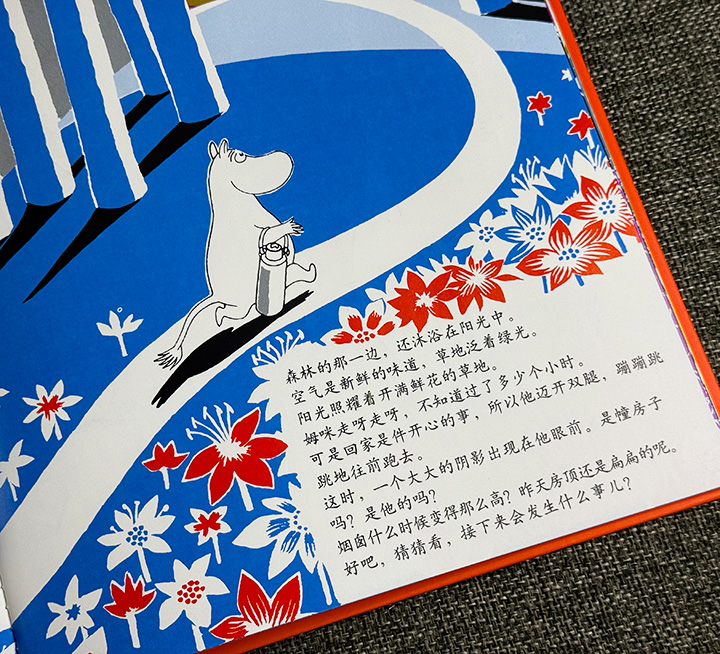 森林的那一边，还沐浴在阳光中。
空气是新鲜的味道，草地泛着绿光。
阳光照耀着开满鲜花的草地。
姆咪走呀走呀，不知道过了多少个小时。
可是回家是件开心的事，所以他迈开双腿，蹦蹦跳
跳地往前跑去。
这时，一个大大的阴影出现在他眼前。是幢房子
吗？是他的吗？
烟囱什么时候变得那么高？昨天房顶还是扁扁的呢。
好吧，猜猜看，接下来会发生什么事儿？